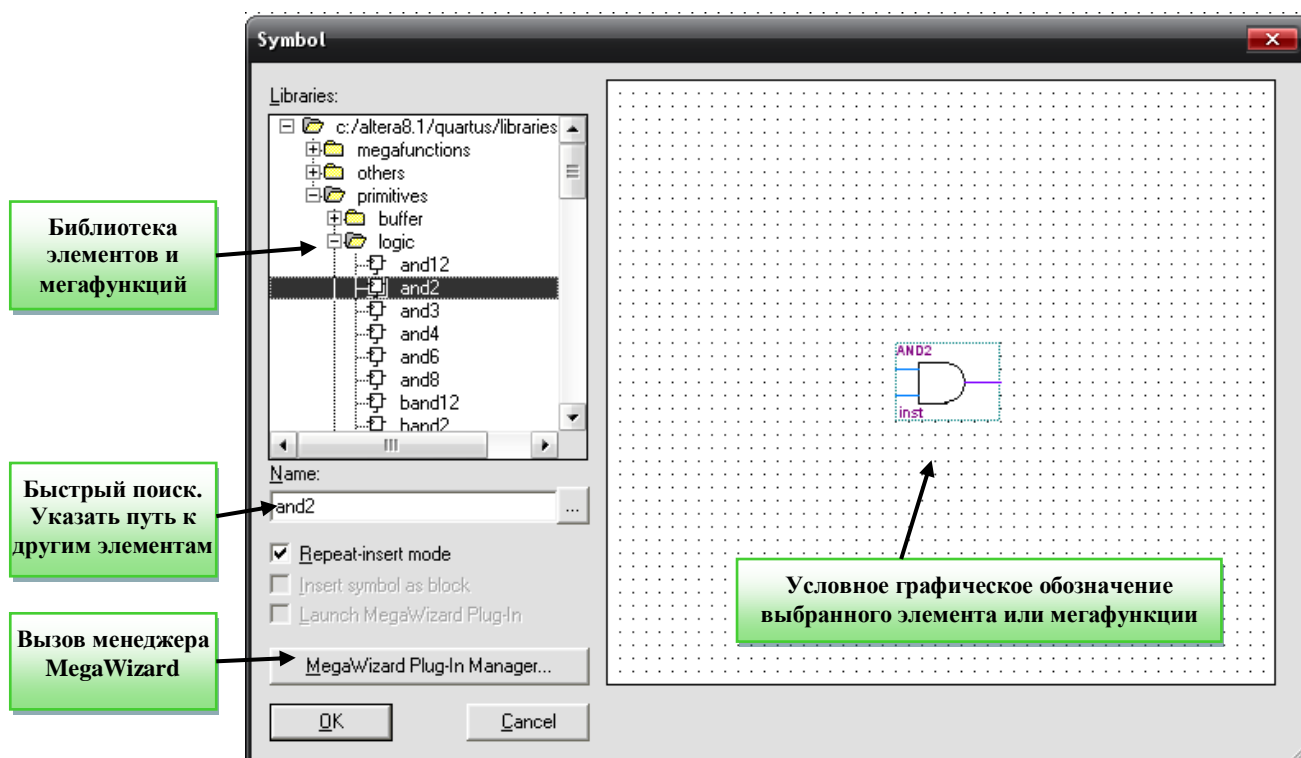 Symbol
Libraries:
c:/altera8.1/quartus/libraries
megafunctions
others
primitives
buffer
logic
and12
and2
and3
and4
and6
and8
band12
band2
Name:
and2
...
Repeat-insert mode
Insert symbol as block
Launch MegaWizard Plug-In
MegaWizard Plug-In Manager...
OK
Cancel
AND2
inst
Библиотека
элементов и
мегафункций
Быстрый поиск.
Указать путь к
другим элементам
Вызов менеджера
MegaWizard
Условное графическое обозначение
выбранного элемента или мегафункции